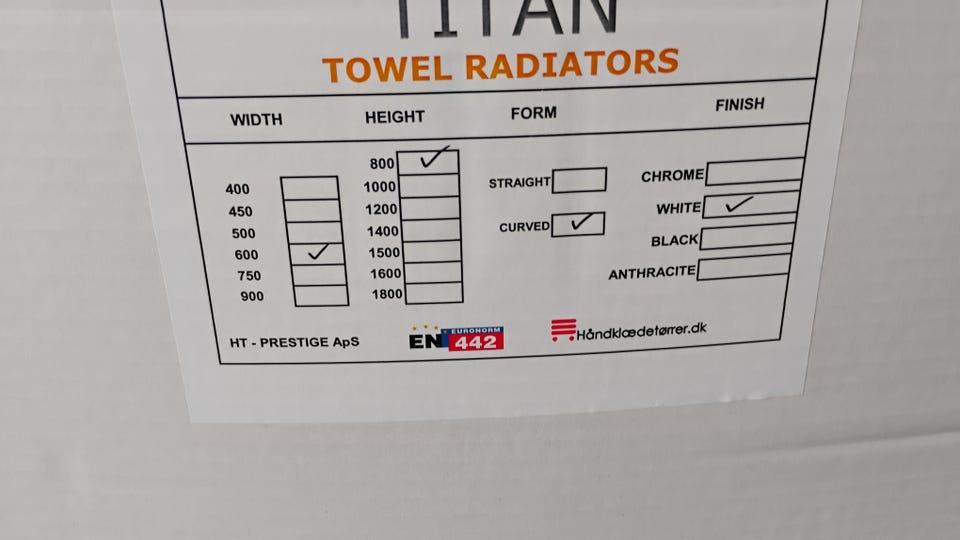 TITAN
TOWEL RADIATORS
WIDTH HEIGHT FORM FINISH
400
450
500
600 ✓
750
900
800 ✓
1000
1200
1400
1500
1600
1800
STRAIGHT
CURVED ✓
CHROME
WHITE ✓
BLACK
ANTHRACITE
HT - PRESTIGE ApS
EURONORM
EN 442
Håndklædetørrer.dk